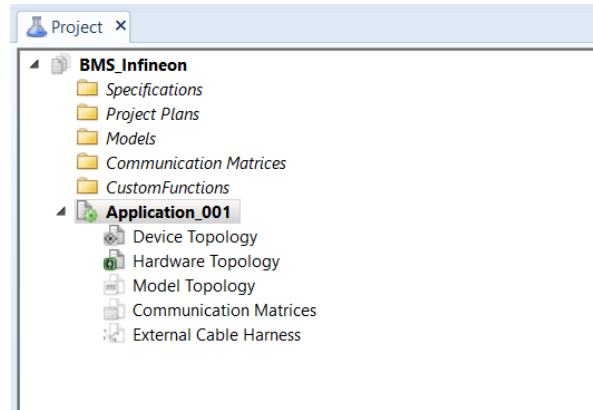 Project
BMS_Infineon
Specifications
Project Plans
Models
Communication Matrices
CustomFunctions
Application_001
Device Topology
Hardware Topology
Model Topology
Communication Matrices
External Cable Harness